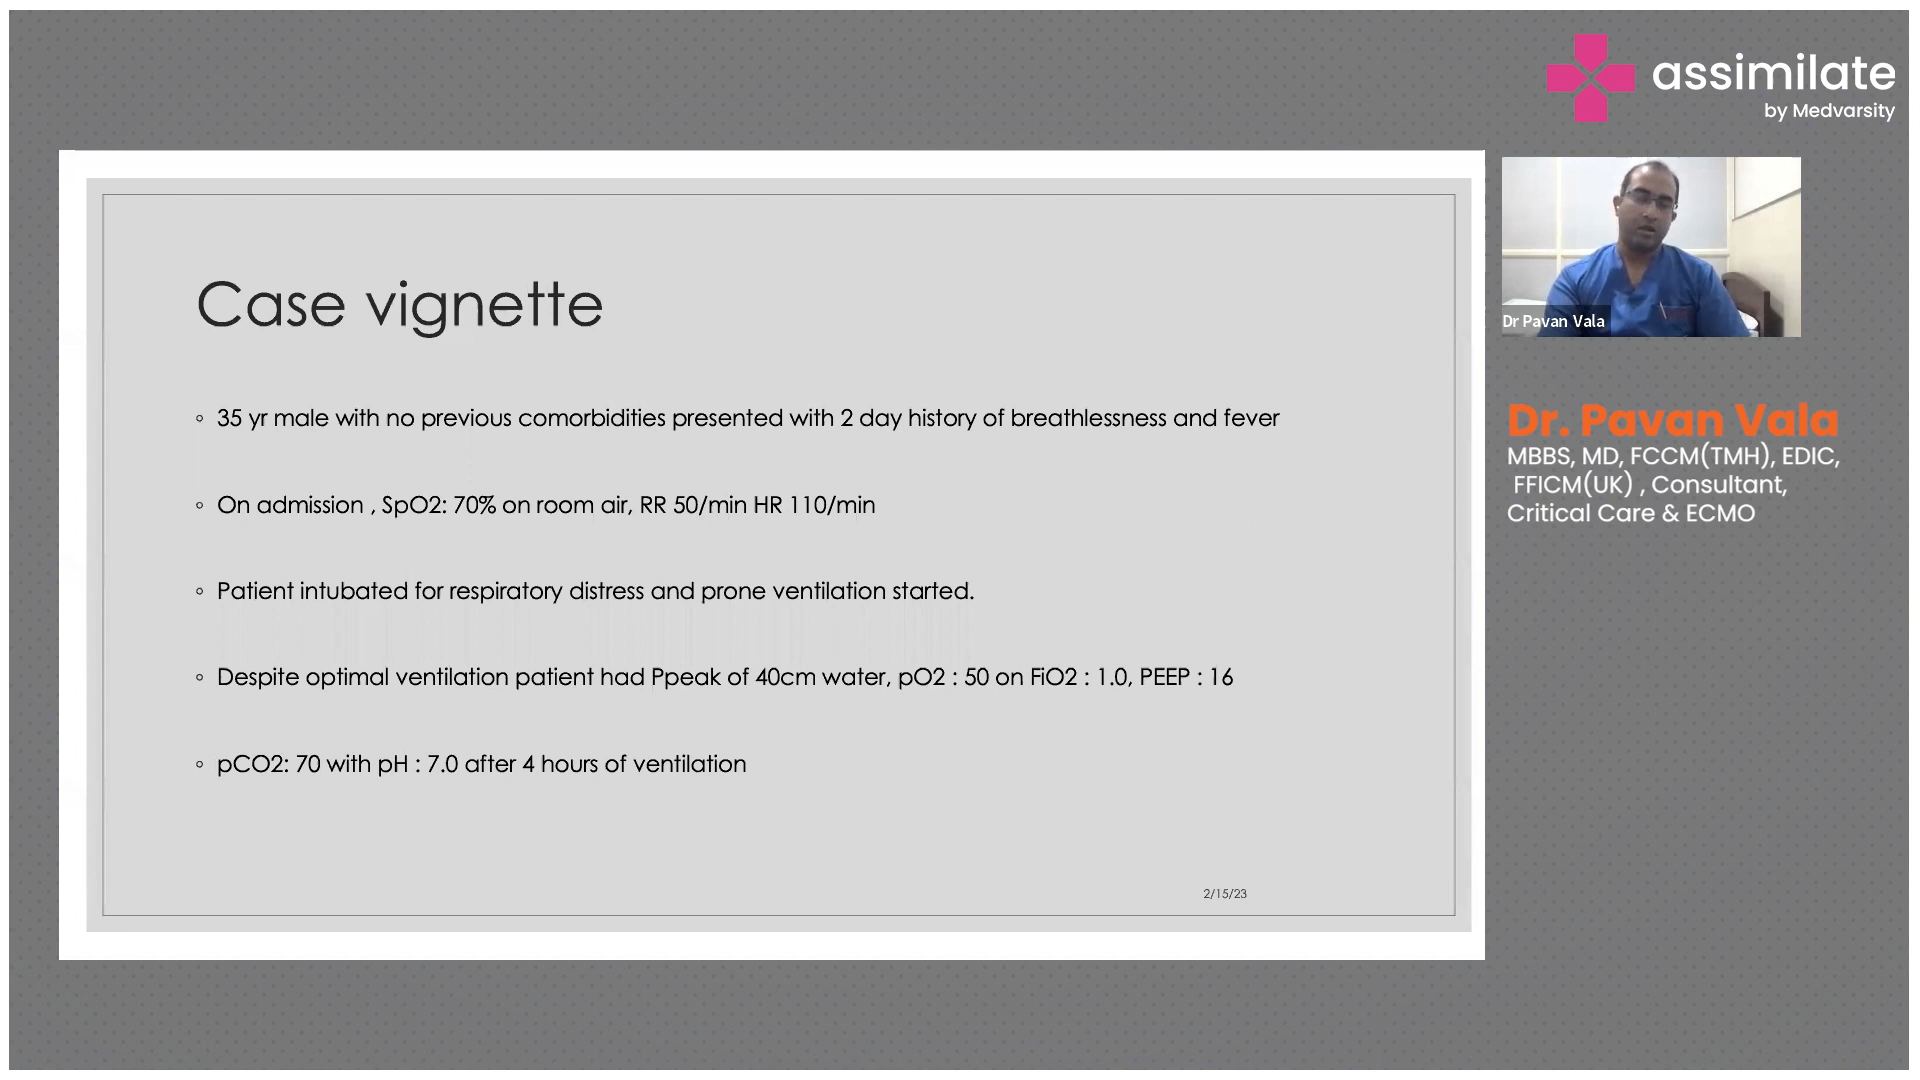 assimilate
by Medvarsity
Case vignette
◦ 35 yr male with no previous comorbidities presented with 2 day history of breathlessness and fever
◦ On admission , SpO2: 70% on room air, RR 50/min HR 110/min
◦ Patient intubated for respiratory distress and prone ventilation started.
◦ Despite optimal ventilation patient had Ppeak of 40cm water, pO2 : 50 on FiO2 : 1.0, PEEP : 16
◦ pCO2: 70 with pH : 7.0 after 4 hours of ventilation
2/15/23
Dr Pavan Vala
Dr. Pavan Vala
MBBS, MD, FCCM(TMH), EDIC,
FFICM(UK) , Consultant,
Critical Care & ECMO